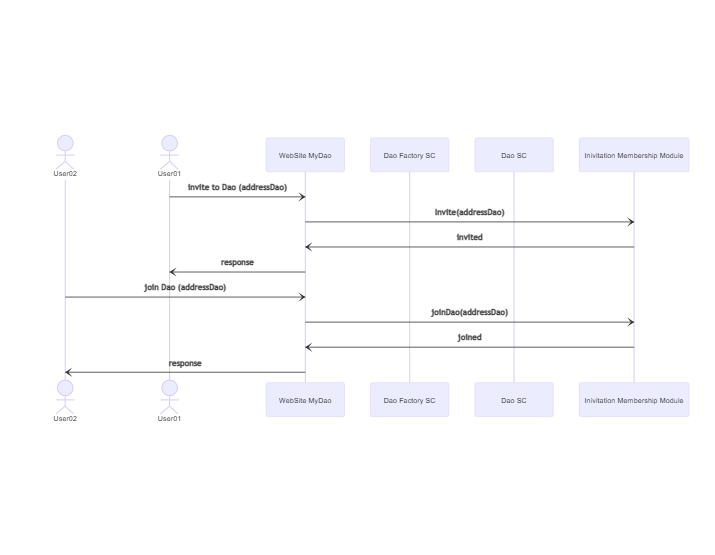 User02
User01
WebSite MyDao
Dao Factory SC
Dao SC
Inivitation Membership Module
invite to Dao (addressDao)
invite(addressDao)
invited
response
join Dao (addressDao)
joinDao(addressDao)
joined
response
User02
User01
WebSite MyDao
Dao Factory SC
Dao SC
Inivitation Membership Module